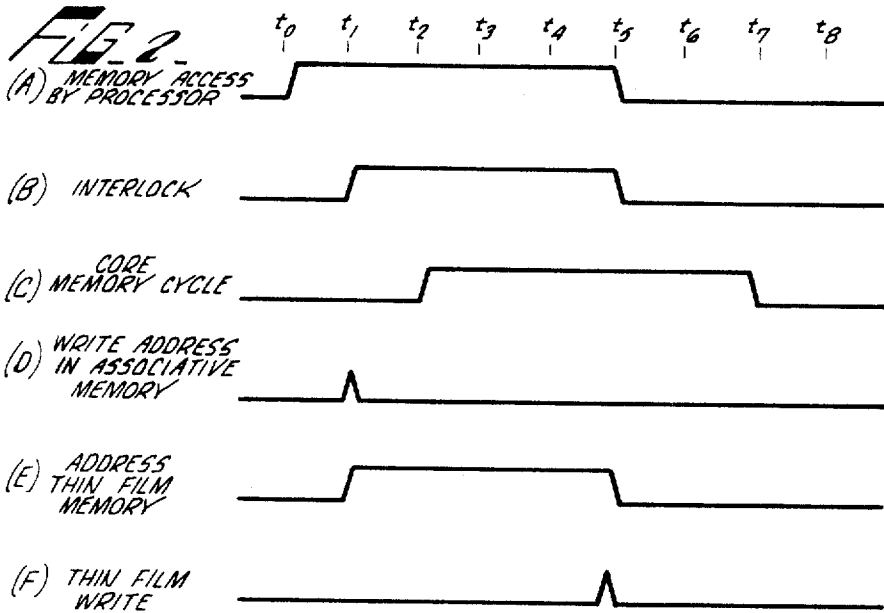 FIG_2_
t0 t1 t2 t3 t4 t5 t6 t7 t8
(A) MEMORY ACCESS
BY PROCESSOR
(B) INTERLOCK
(C) CORE
MEMORY CYCLE
(D) WRITE ADDRESS
IN ASSOCIATIVE
MEMORY
(E) ADDRESS
THIN FILM
MEMORY
(F) THIN FILM
WRITE